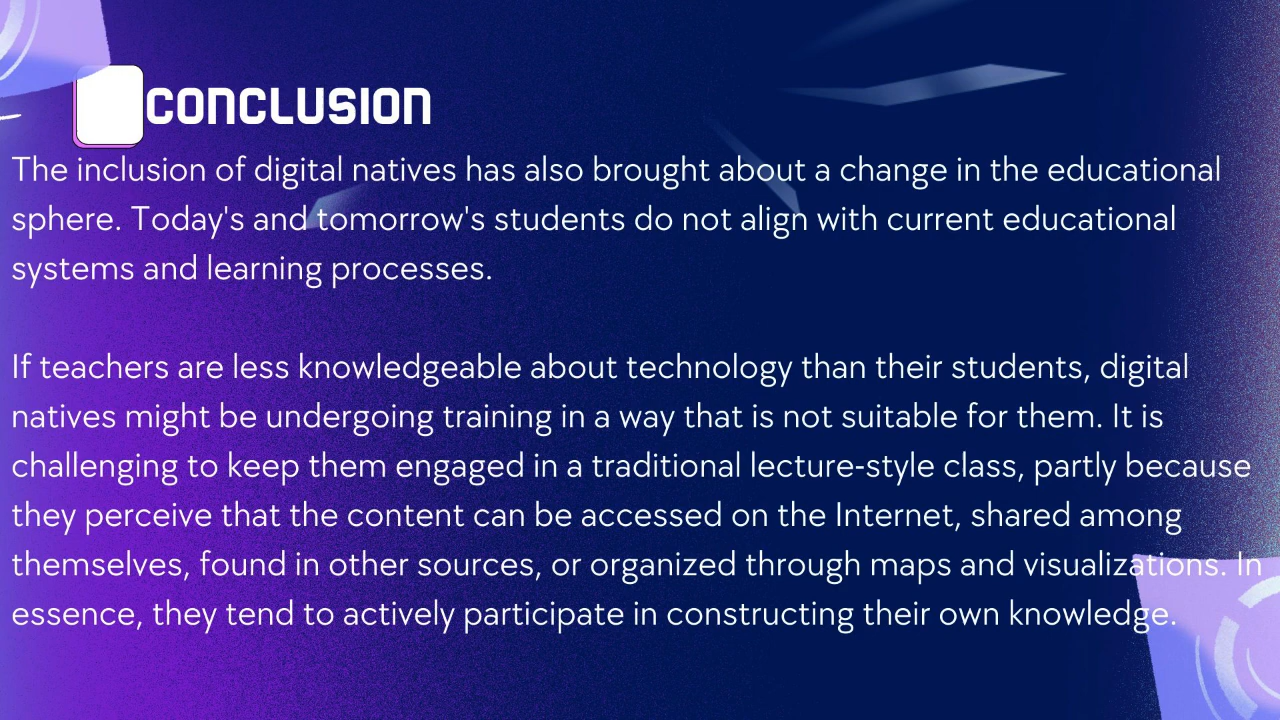 CONCLUSION
The inclusion of digital natives has also brought about a change in the educational
sphere. Today's and tomorrow's students do not align with current educational
systems and learning processes.
If teachers are less knowledgeable about technology than their students, digital
natives might be undergoing training in a way that is not suitable for them. It is
challenging to keep them engaged in a traditional lecture-style class, partly because
they perceive that the content can be accessed on the Internet, shared among
themselves, found in other sources, or organized through maps and visualizations. In
essence, they tend to actively participate in constructing their own knowledge.